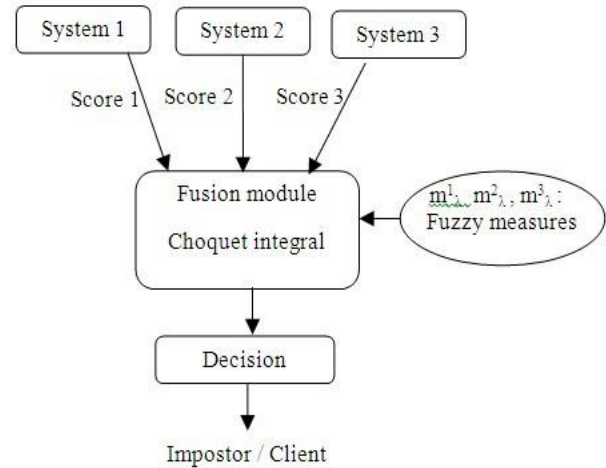 System 1
System 2
System 3
Score 1
Score 2
Score 3
Fusion module
Choquet integral
m¹λ, m²λ , m³λ :
Fuzzy measures
Decision
Impostor / Client